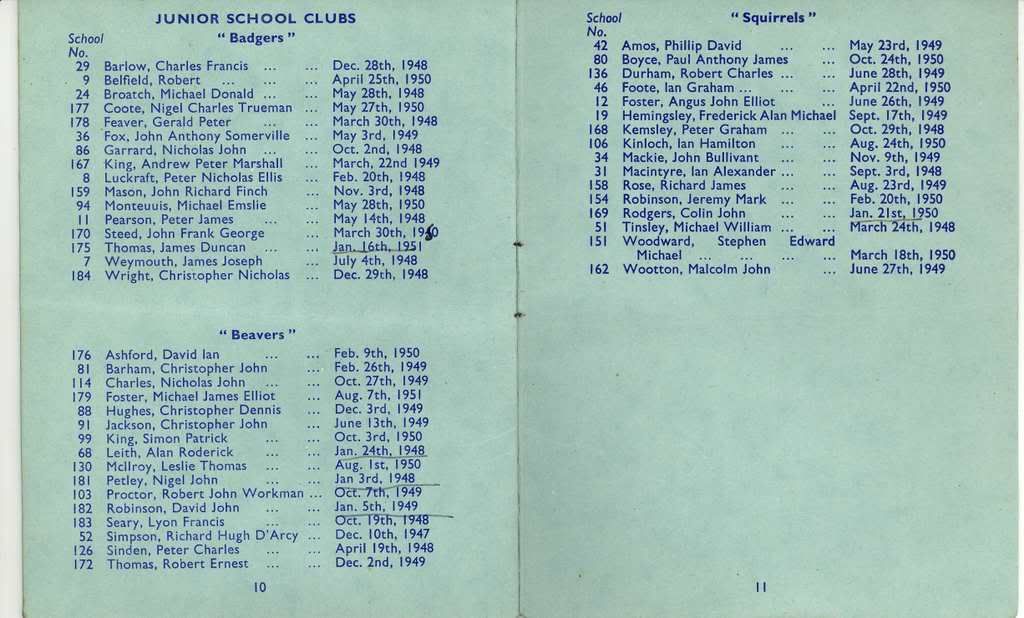 JUNIOR SCHOOL CLUBS
School No. "Badgers"
29 Barlow, Charles Francis ... ... Dec. 28th, 1948
9 Belfield, Robert ... ... ... April 25th, 1950
24 Broatch, Michael Donald ... ... May 28th, 1948
177 Coote, Nigel Charles Trueman ... May 27th, 1950
178 Feaver, Gerald Peter ... ... March 30th, 1948
36 Fox, John Anthony Somerville ... May 3rd, 1949
86 Garrard, Nicholas John ... ... Oct. 2nd, 1948
167 King, Andrew Peter Marshall ... March, 22nd 1949
8 Luckraft, Peter Nicholas Ellis ... Feb. 20th, 1948
159 Mason, John Richard Finch ... Nov. 3rd, 1948
94 Monteuuis, Michael Emslie ... May 28th, 1950
11 Pearson, Peter James ... ... May 14th, 1948
170 Steed, John Frank George ... March 30th, 19
175 Thomas, James Duncan ... ... Jan. 16th, 1951
7 Weymouth, James Joseph ... July 4th, 1948
184 Wright, Christopher Nicholas ... Dec. 29th, 1948
"Beavers"
176 Ashford, David Ian ... ... Feb. 9th, 1950
81 Barham, Christopher John ... Feb. 26th, 1949
114 Charles, Nicholas John ... ... Oct. 27th, 1949
179 Foster, Michael James Elliot ... Aug. 7th, 1951
88 Hughes, Christopher Dennis ... Dec. 3rd, 1949
91 Jackson, Christopher John ... June 13th, 1949
99 King, Simon Patrick ... ... Oct. 3rd, 1950
68 Leith, Alan Roderick ... ... Jan. 24th, 1948
130 McIlroy, Leslie Thomas ... ... Aug. 1st, 1950
181 Petley, Nigel John ... ... Jan 3rd, 1948
103 Proctor, Robert John Workman ... Oct. 7th, 1949
182 Robinson, David John ... ... Jan. 5th, 1949
183 Seary, Lyon Francis ... ... Oct. 19th, 1948
52 Simpson, Richard Hugh D'Arcy ... Dec. 10th, 1947
126 Sinden, Peter Charles ... ... April 19th, 1948
172 Thomas, Robert Ernest ... ... Dec. 2nd, 1949
10
School No. "Squirrels"
42 Amos, Phillip David ... ... May 23rd, 1949
80 Boyce, Paul Anthony James ... Oct. 24th, 1950
136 Durham, Robert Charles ... ... June 28th, 1949
46 Foote, Ian Graham ... ... April 22nd, 1950
12 Foster, Angus John Elliot ... June 26th, 1949
19 Hemingsley, Frederick Alan Michael Sept. 17th, 1949
168 Kemsley, Peter Graham ... ... Oct. 29th, 1948
106 Kinloch, Ian Hamilton ... ... Aug. 24th, 1950
34 Mackie, John Bullivant ... ... Nov. 9th, 1949
31 Macintyre, Ian Alexander ... ... Sept. 3rd, 1948
158 Rose, Richard James ... ... Aug. 23rd, 1949
154 Robinson, Jeremy Mark ... ... Feb. 20th, 1950
169 Rodgers, Colin John ... ... Jan. 21st, 1950
51 Tinsley, Michael William ... ... March 24th, 1948
151 Woodward, Stephen Edward
Michael ... ... ... ... March 18th, 1950
162 Wootton, Malcolm John ... June 27th, 1949
11